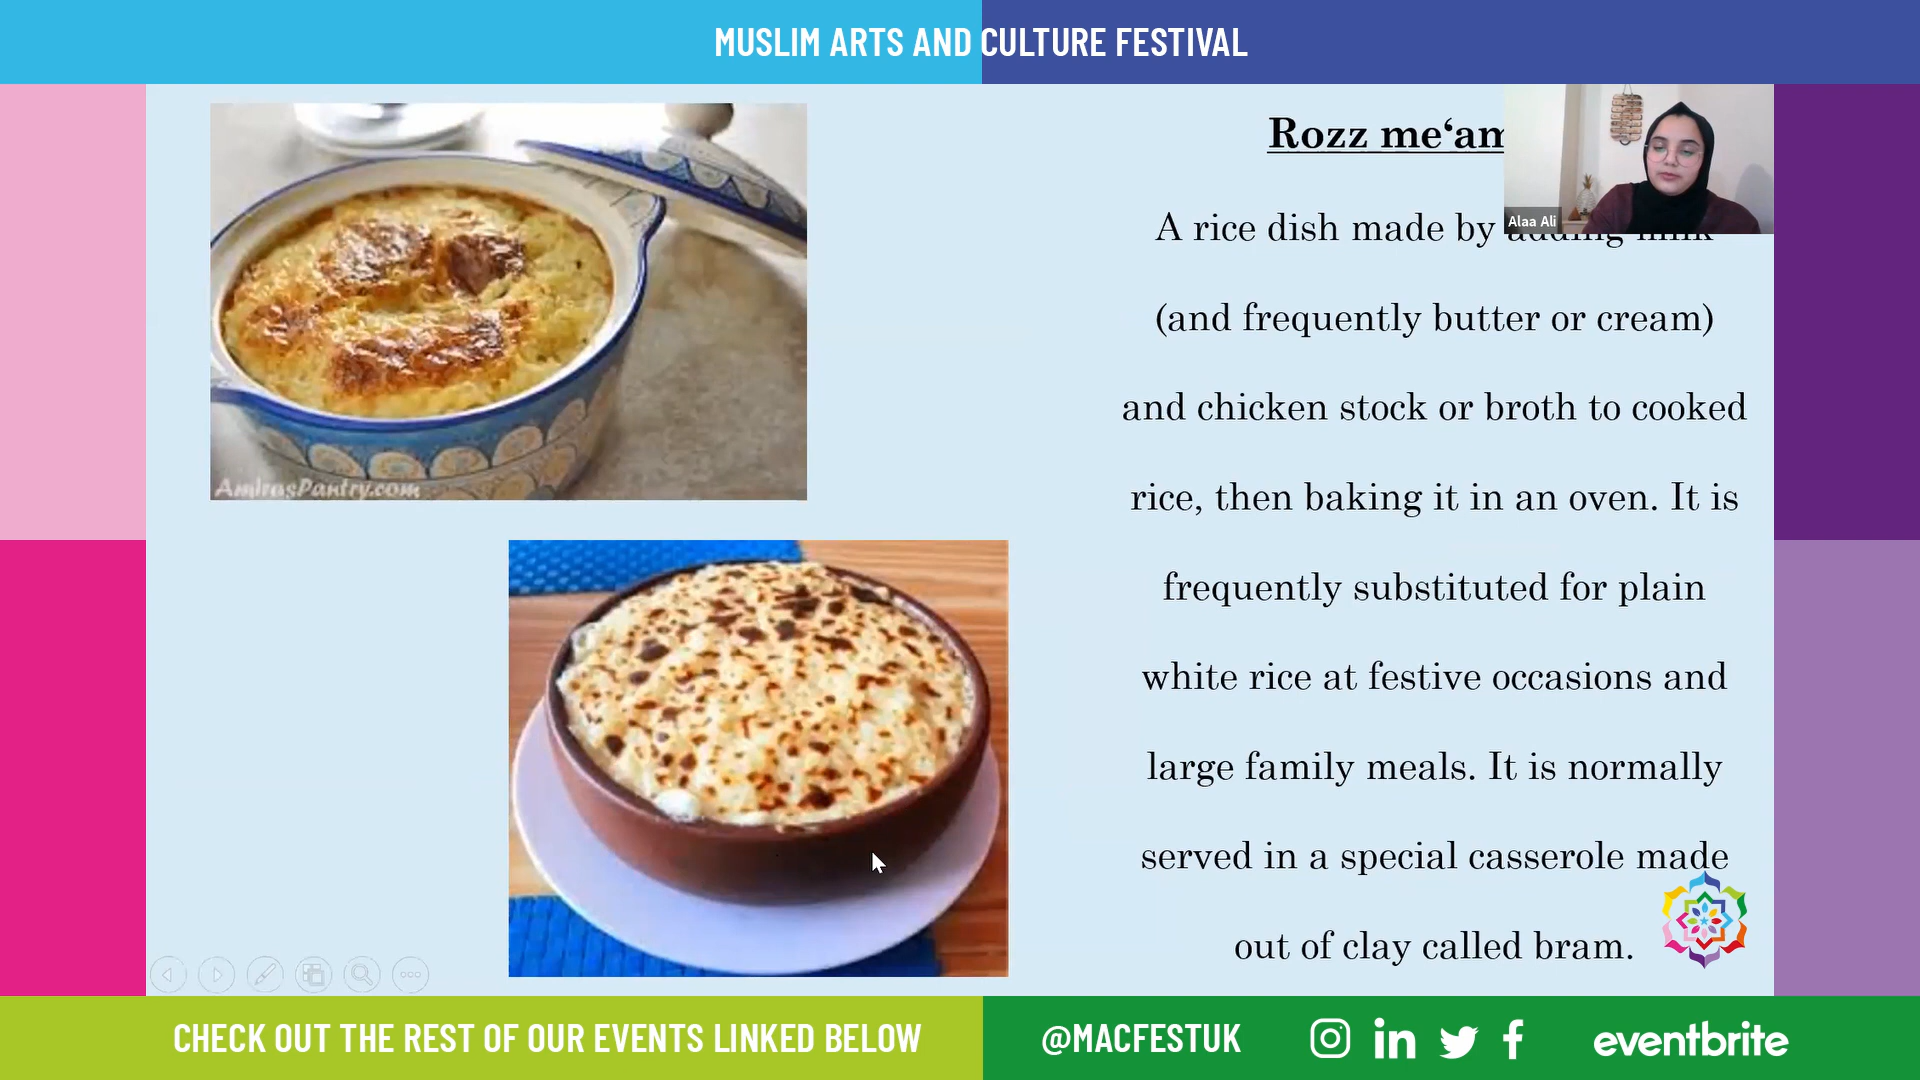 MUSLIM ARTS AND CULTURE FESTIVAL
AmirasPantry.com
Rozz me‘am
Alaa Ali
A rice dish made by adding milk
(and frequently butter or cream)
and chicken stock or broth to cooked
rice, then baking it in an oven. It is
frequently substituted for plain
white rice at festive occasions and
large family meals. It is normally
served in a special casserole made
out of clay called bram.
CHECK OUT THE REST OF OUR EVENTS LINKED BELOW
@MACFESTUK
eventbrite